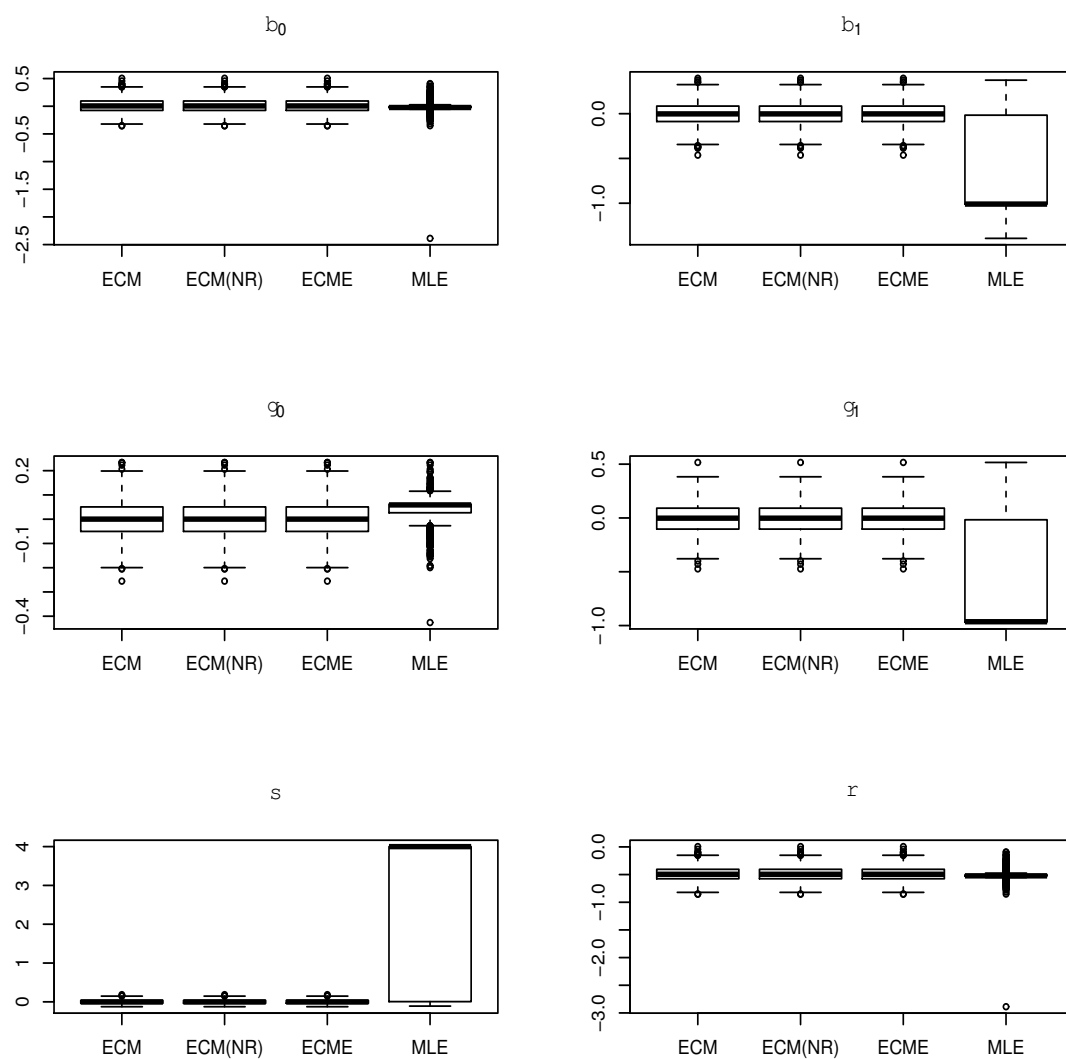 b0 b1
0.5 -0.5 -1.5 -2.5
ECM ECM(NR) ECME MLE
0.0 -1.0
ECM ECM(NR) ECME MLE
g0 g1
0.2 -0.1 -0.4
ECM ECM(NR) ECME MLE
0.5 0.0 -1.0
ECM ECM(NR) ECME MLE
s r
4 3 2 1 0
ECM ECM(NR) ECME MLE
0.0 -1.0 -2.0 -3.0
ECM ECM(NR) ECME MLE